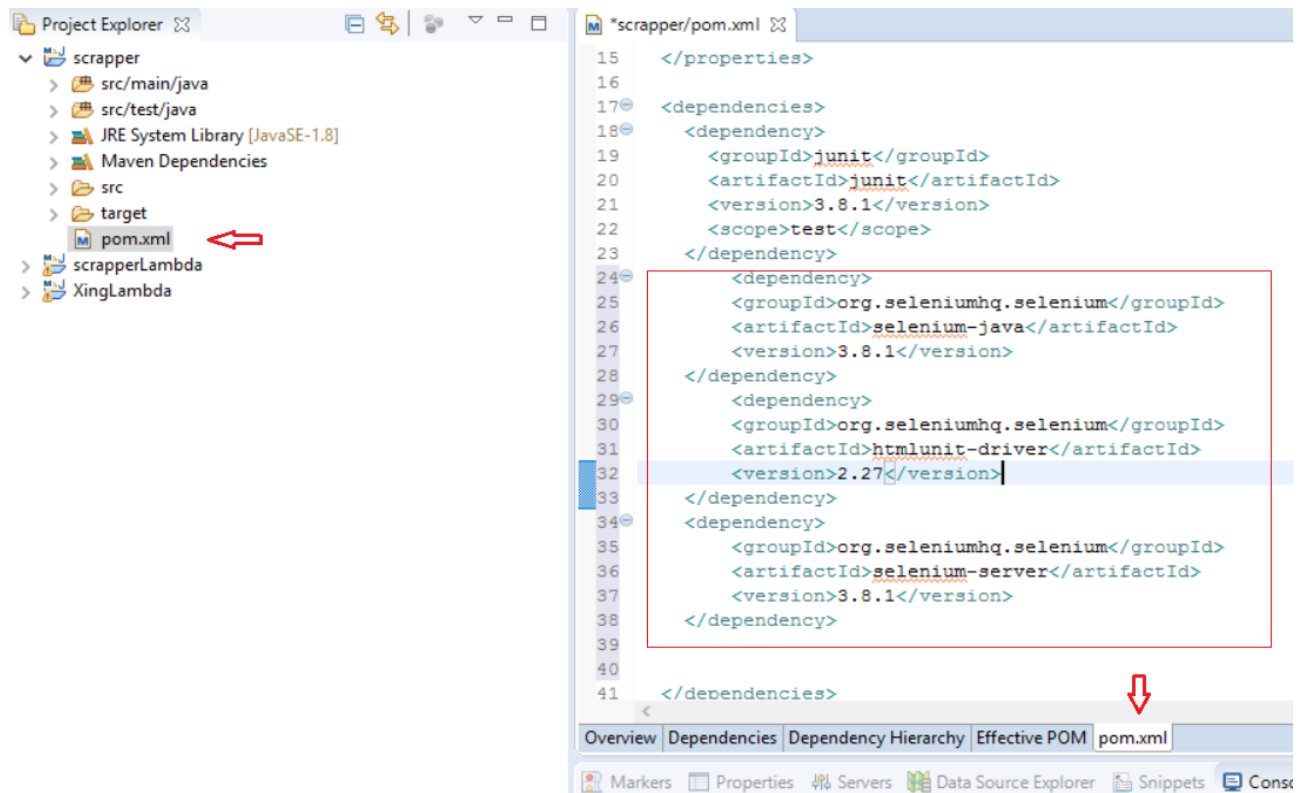 Project Explorer
scrapper
src/main/java
src/test/java
JRE System Library [JavaSE-1.8]
Maven Dependencies
src
target
pom.xml
scrapperLambda
XingLambda
*scrapper/pom.xml
15 </properties>
16
17 <dependencies>
18 <dependency>
19 <groupId>junit</groupId>
20 <artifactId>junit</artifactId>
21 <version>3.8.1</version>
22 <scope>test</scope>
23 </dependency>
24 <dependency>
25 <groupId>org.seleniumhq.selenium</groupId>
26 <artifactId>selenium-java</artifactId>
27 <version>3.8.1</version>
28 </dependency>
29 <dependency>
30 <groupId>org.seleniumhq.selenium</groupId>
31 <artifactId>htmlunit-driver</artifactId>
32 <version>2.27</version>
33 </dependency>
34 <dependency>
35 <groupId>org.seleniumhq.selenium</groupId>
36 <artifactId>selenium-server</artifactId>
37 <version>3.8.1</version>
38 </dependency>
39
40
41 </dependencies>
Overview Dependencies Dependency Hierarchy Effective POM pom.xml
Markers Properties Servers Data Source Explorer Snippets Conso